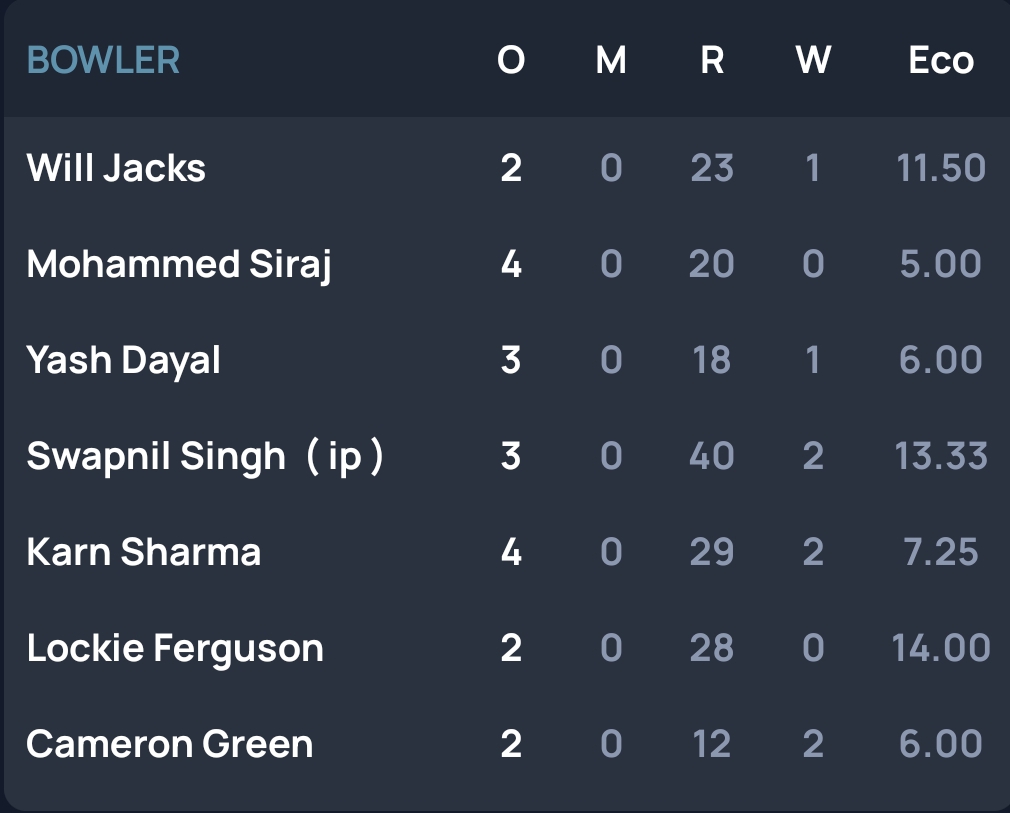 BOWLER O M R W Eco
Will Jacks 2 0 23 1 11.50
Mohammed Siraj 4 0 20 0 5.00
Yash Dayal 3 0 18 1 6.00
Swapnil Singh ( ip ) 3 0 40 2 13.33
Karn Sharma 4 0 29 2 7.25
Lockie Ferguson 2 0 28 0 14.00
Cameron Green 2 0 12 2 6.00